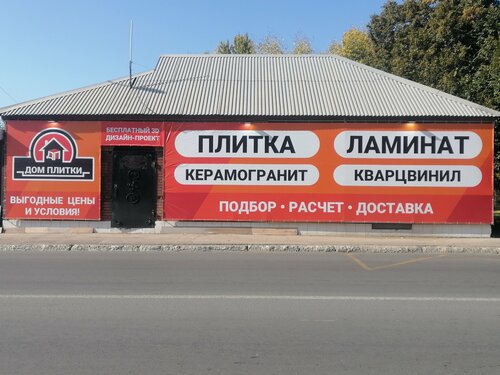 ДОМ ПЛИТКИ
ВЫГОДНЫЕ ЦЕНЫ
И УСЛОВИЯ!
БЕСПЛАТНЫЙ 3D
ДИЗАЙН-ПРОЕКТ
ПЛИТКА
ЛАМИНАТ
КЕРАМОГРАНИТ
КВАРЦВИНИЛ
ПОДБОР • РАСЧЕТ • ДОСТАВКА